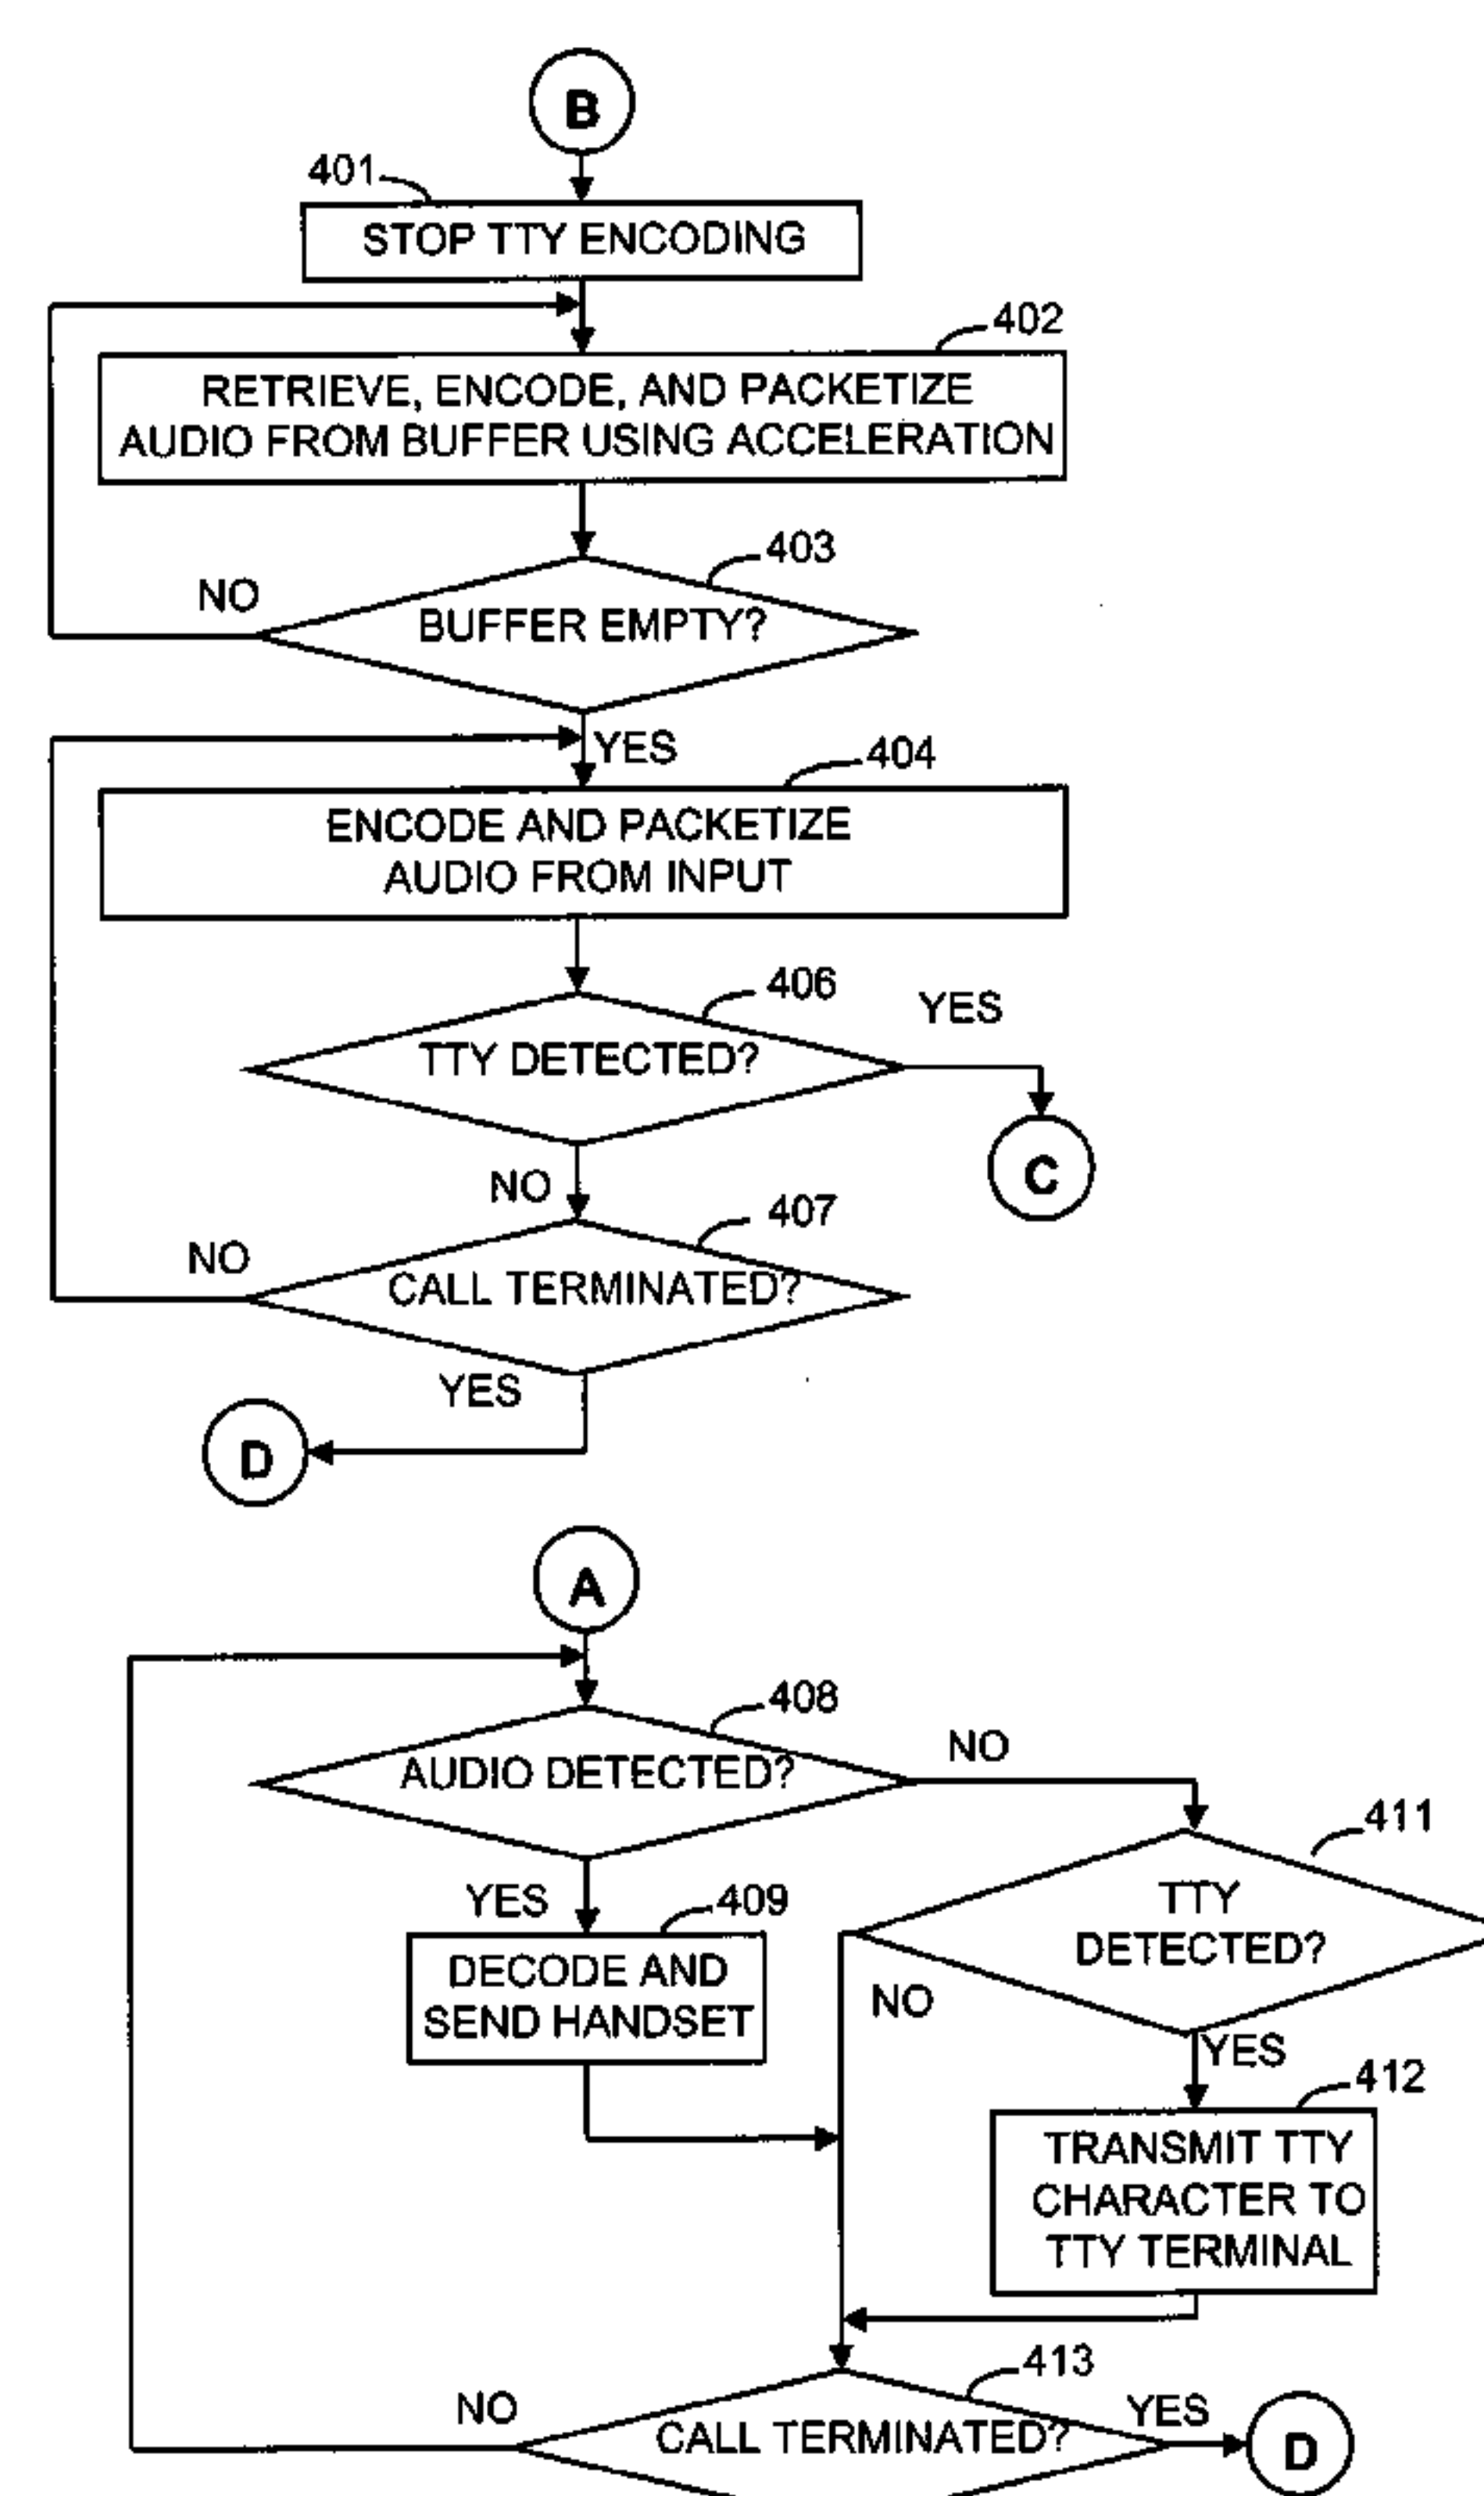 B
401
STOP TTY ENCODING
402
RETRIEVE, ENCODE, AND PACKETIZE
AUDIO FROM BUFFER USING ACCELERATION
403
NO
BUFFER EMPTY?
YES
404
ENCODE AND PACKETIZE
AUDIO FROM INPUT
406
YES
TTY DETECTED?
C
NO
407
NO
CALL TERMINATED?
YES
D
A
408
NO
AUDIO DETECTED?
411
YES
409
TTY
DETECTED?
DECODE AND
SEND HANDSET
NO
YES
412
TRANSMIT TTY
CHARACTER TO
TTY TERMINAL
413
NO
YES
CALL TERMINATED?
D